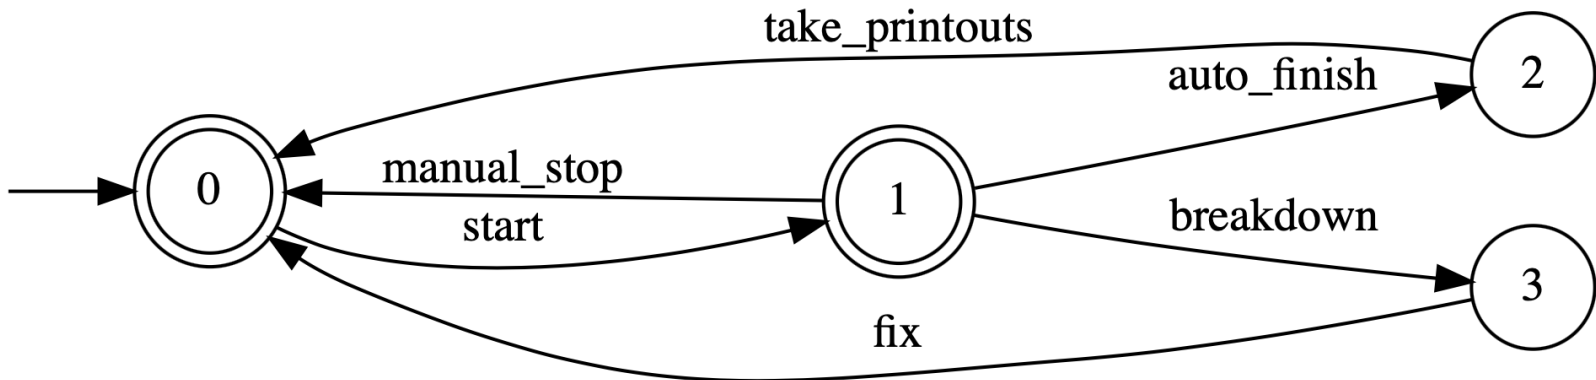 take_printouts
auto_finish
2
manual_stop
0
1
start
breakdown
3
fix